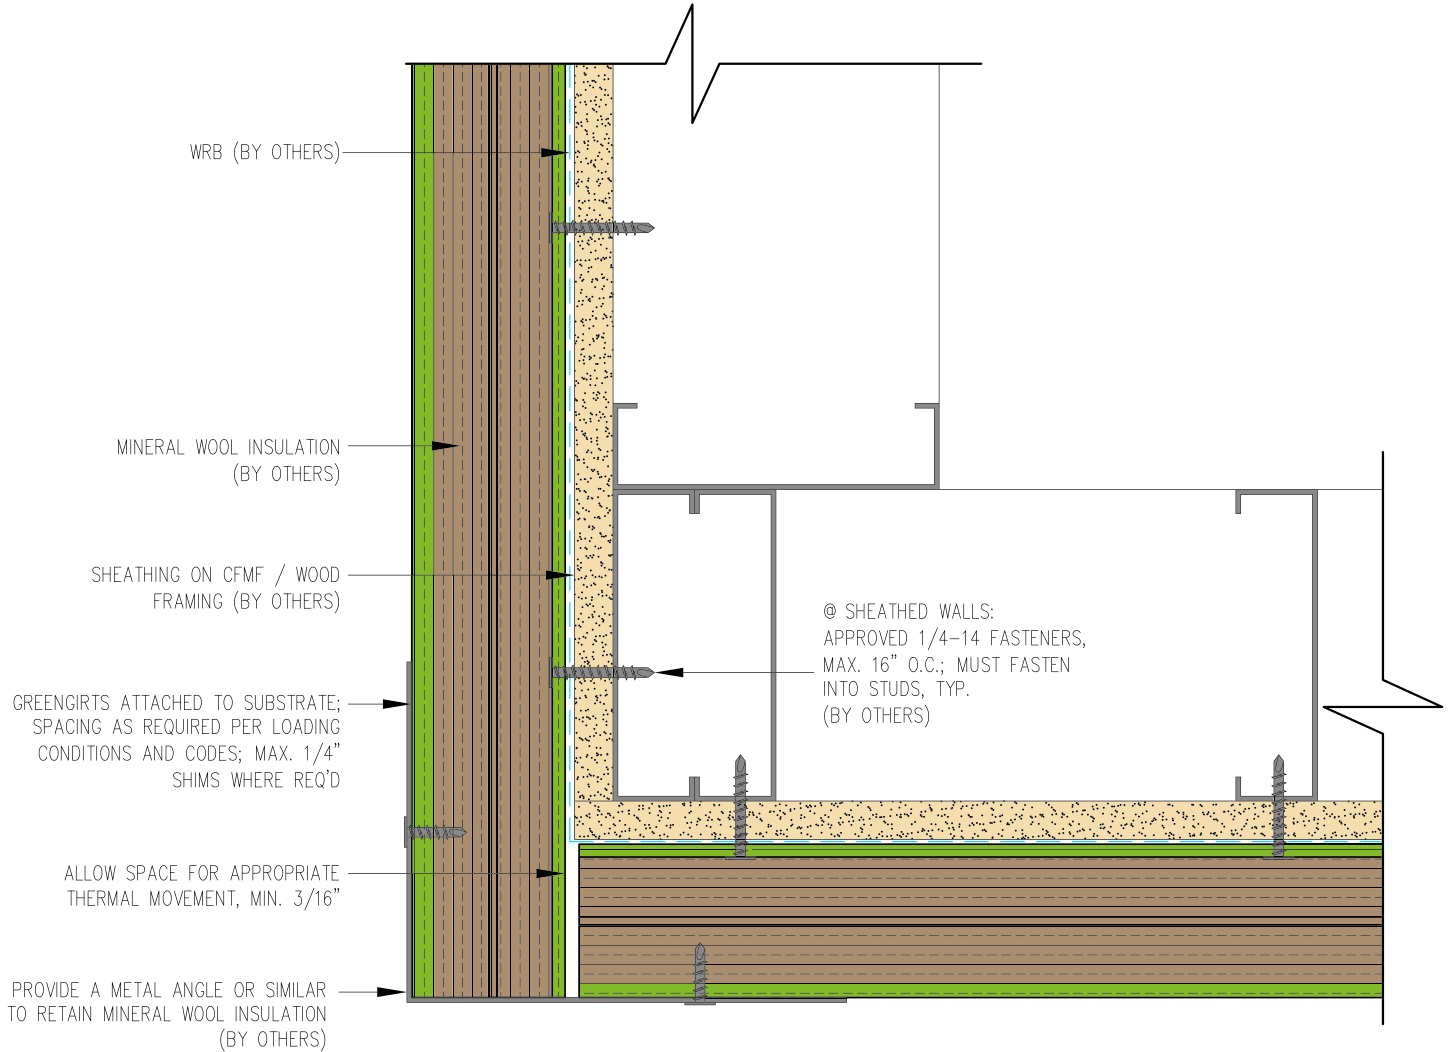 WRB (BY OTHERS)
MINERAL WOOL INSULATION
(BY OTHERS)
SHEATHING ON CFMF / WOOD
FRAMING (BY OTHERS)
@ SHEATHED WALLS:
APPROVED 1/4-14 FASTENERS,
MAX. 16" O.C.; MUST FASTEN
INTO STUDS, TYP.
(BY OTHERS)
GREENGIRTS ATTACHED TO SUBSTRATE;
SPACING AS REQUIRED PER LOADING
CONDITIONS AND CODES; MAX. 1/4"
SHIMS WHERE REQ'D
ALLOW SPACE FOR APPROPRIATE
THERMAL MOVEMENT, MIN. 3/16"
PROVIDE A METAL ANGLE OR SIMILAR
TO RETAIN MINERAL WOOL INSULATION
(BY OTHERS)